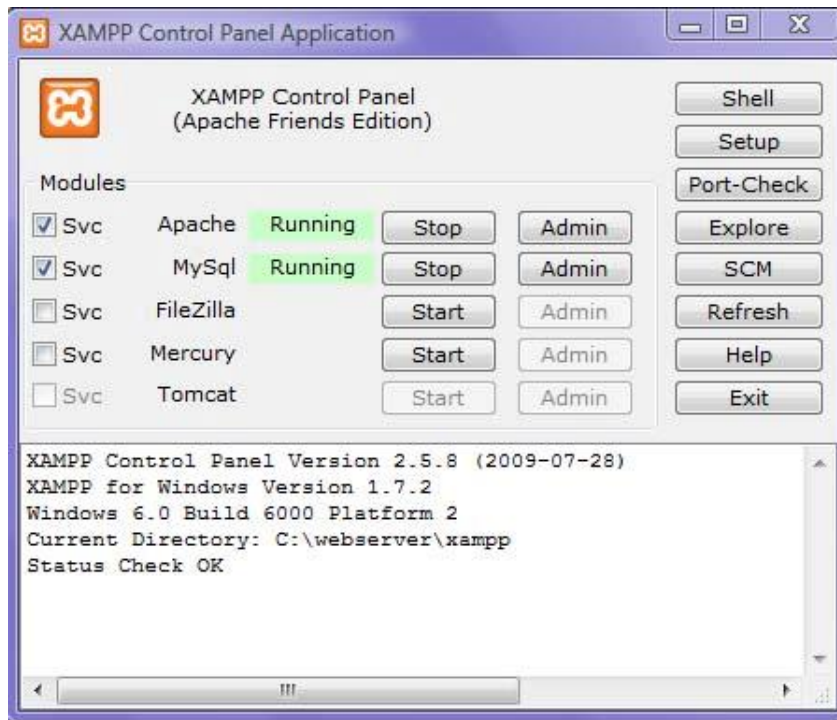 XAMPP Control Panel Application
XAMPP Control Panel
(Apache Friends Edition)
Shell
Setup
Modules
Port-Check
Svc Apache Running Stop Admin Explore
Svc MySql Running Stop Admin SCM
Svc FileZilla Start Admin Refresh
Svc Mercury Start Admin Help
Svc Tomcat Start Admin Exit
XAMPP Control Panel Version 2.5.8 (2009-07-28)
XAMPP for Windows Version 1.7.2
Windows 6.0 Build 6000 Platform 2
Current Directory: C:\webserver\xampp
Status Check OK